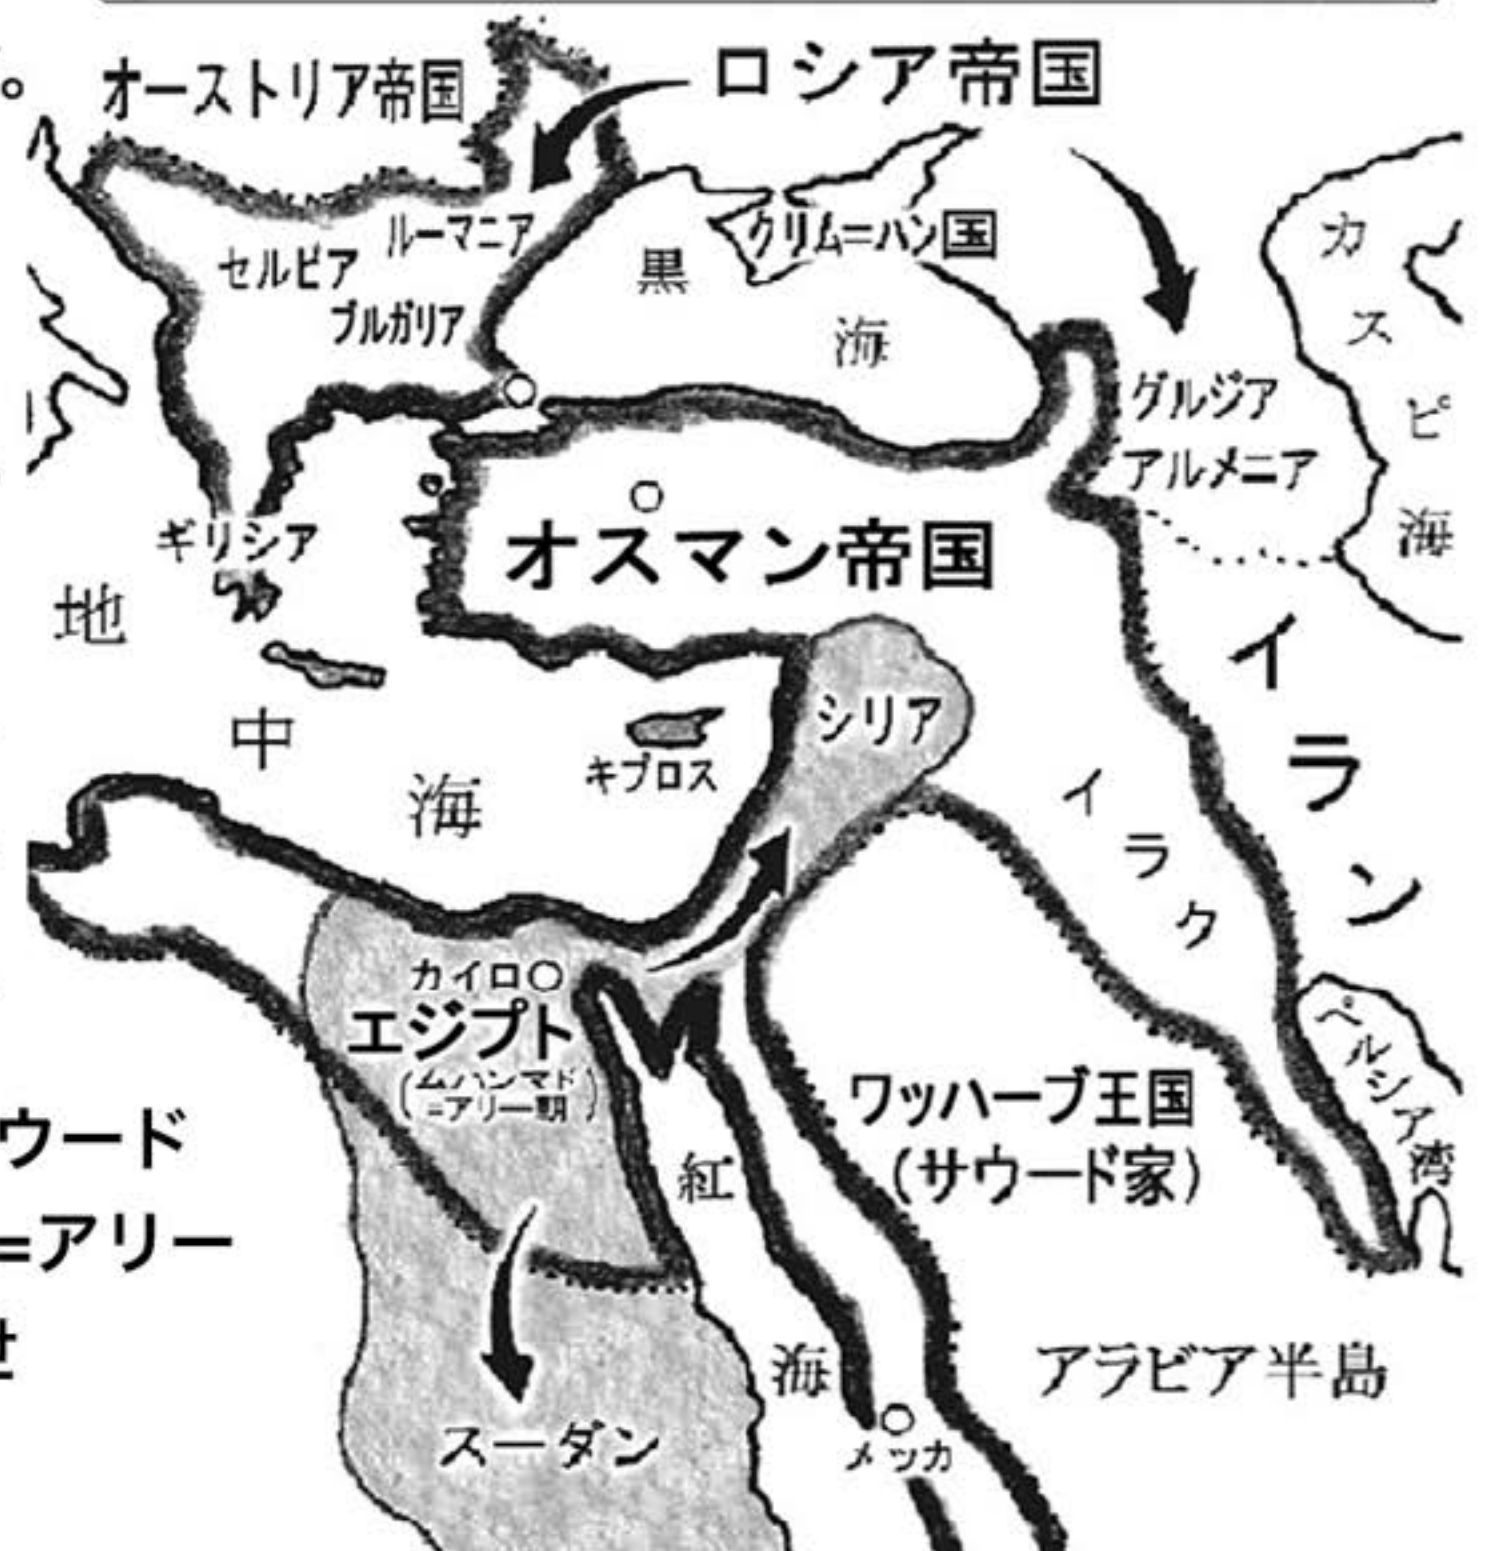 。
オーストリア帝国
ロシア帝国
ルーマニア
セルビア
ブルガリア
黒海
クリム=ハン国
カスピ海
グルジア
アルメニア
ギリシア
オスマン帝国
地中海
シリア
キプロス
イラン
イラク
カイロ
エジプト
(ムハンマド
=アリー朝)
ペルシア湾
ワッハーブ王国
(サウード家)
ウード
=アリー
世
紅海
アラビア半島
スーダン
メッカ